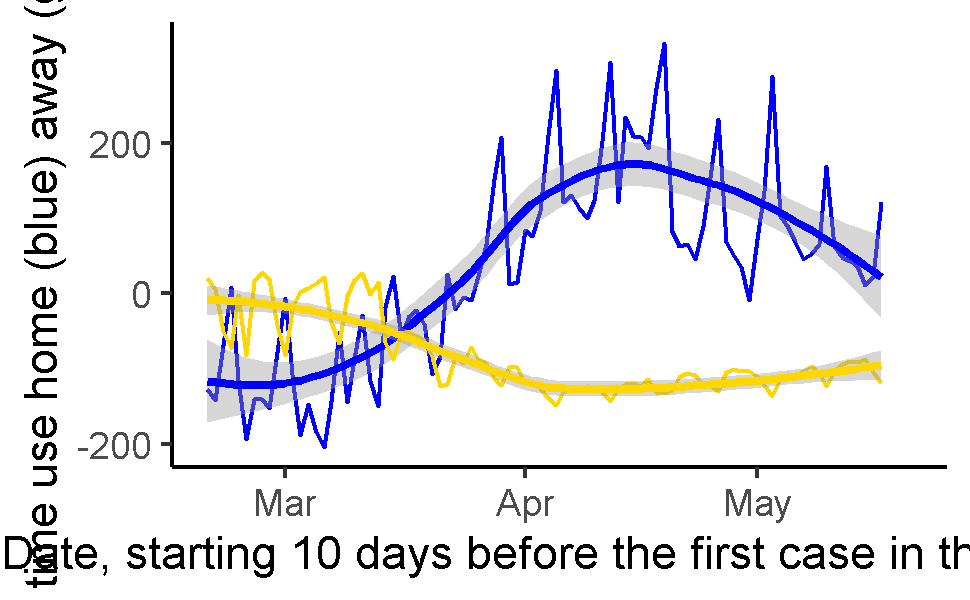 time use home (blue) away (
200
0
-200
Mar Apr May
Date, starting 10 days before the first case in th